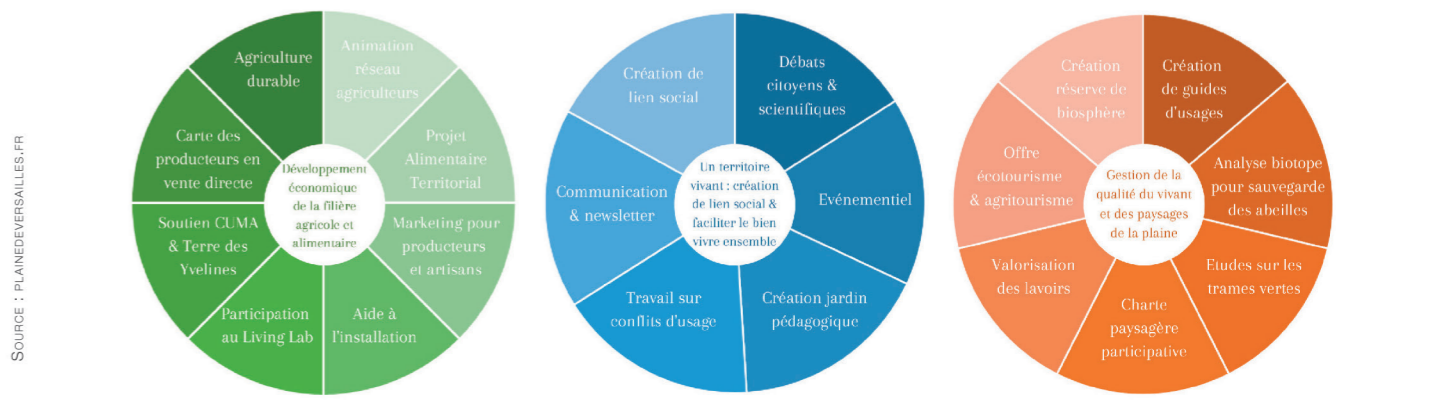 SOURCE : PLAINEDEVERSAILLES.FR
Développement
économique
de la filière
agricole et
alimentaire
Animation
réseau
agriculteurs
Projet
Alimentaire
Territorial
Marketing pour
producteurs
et artisans
Aide à
l'installation
Participation
au Living Lab
Soutien CUMA
& Terre des
Yvelines
Carte des
producteurs en
vente directe
Agriculture
durable
Un territoire
vivant : création
de lien social &
faciliter le bien
vivre ensemble
Débats
citoyens &
scientifiques
Evénementiel
Création jardin
pédagogique
Travail sur
conflits d'usage
Communication
& newsletter
Création de
lien social
Gestion de la
qualité du vivant
et des paysages
de la plaine
Création
de guides
d'usages
Analyse biotope
pour sauvegarde
des abeilles
Etudes sur les
trames vertes
Charte
paysagère
participative
Valorisation
des lavoirs
Offre
écotourisme
& agritourisme
Création
réserve de
biosphère